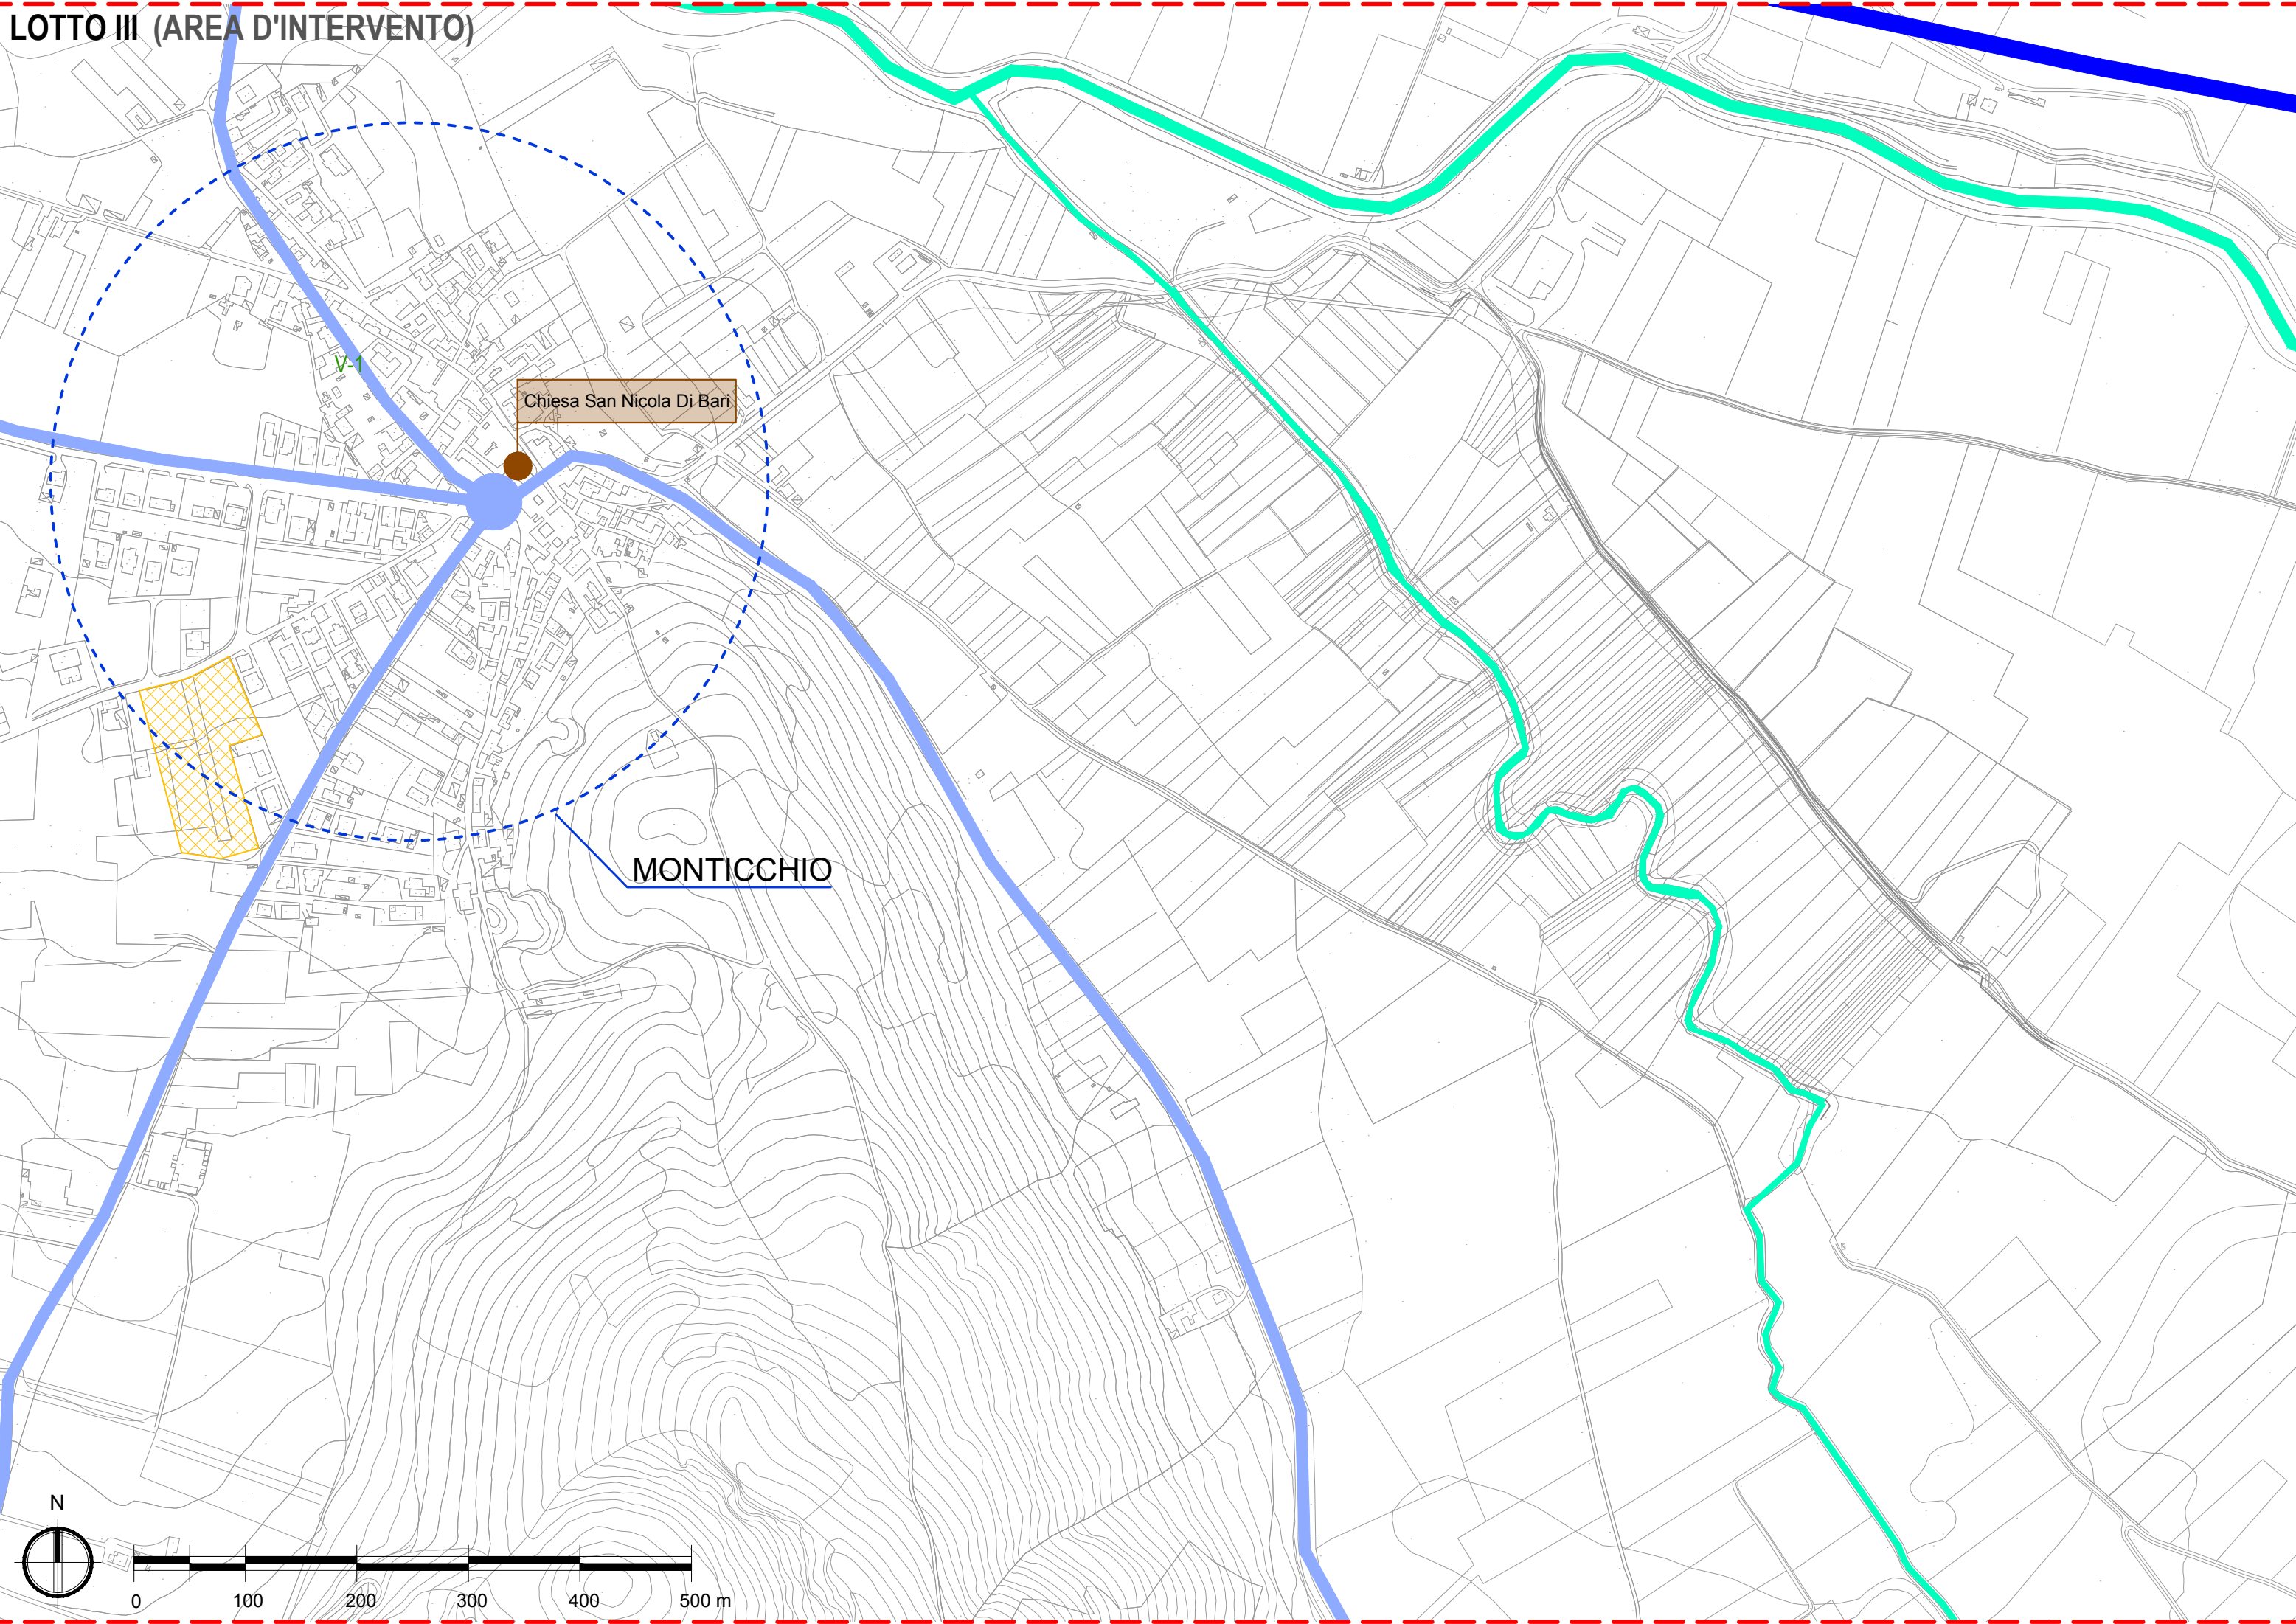 LOTTO III (AREA D'INTERVENTO)
V-1
Chiesa San Nicola Di Bari
MONTICCHIO
N
0 100 200 300 400 500 m